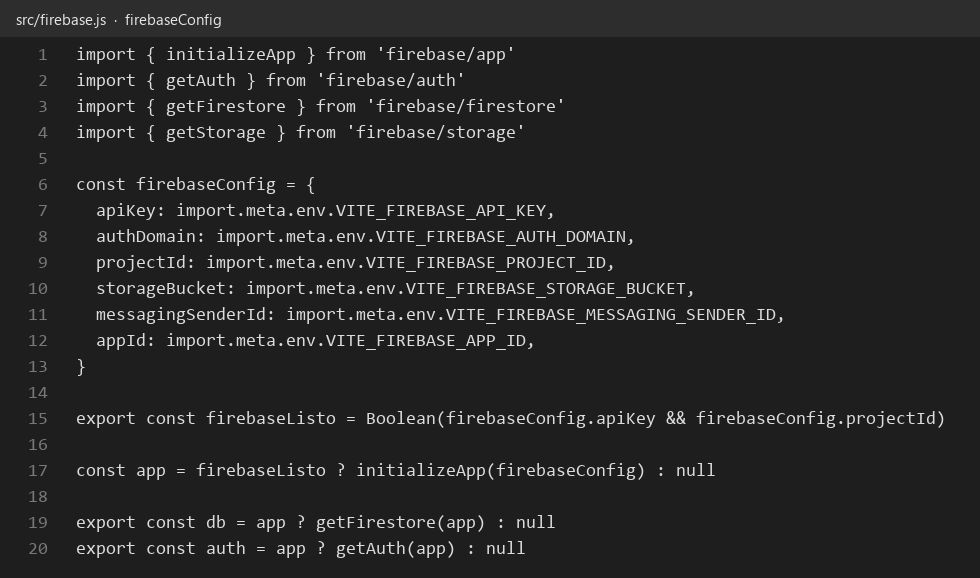 src/firebase.js · firebaseConfig
1 import { initializeApp } from 'firebase/app'
2 import { getAuth } from 'firebase/auth'
3 import { getFirestore } from 'firebase/firestore'
4 import { getStorage } from 'firebase/storage'
5
6 const firebaseConfig = {
7   apiKey: import.meta.env.VITE_FIREBASE_API_KEY,
8   authDomain: import.meta.env.VITE_FIREBASE_AUTH_DOMAIN,
9   projectId: import.meta.env.VITE_FIREBASE_PROJECT_ID,
10   storageBucket: import.meta.env.VITE_FIREBASE_STORAGE_BUCKET,
11   messagingSenderId: import.meta.env.VITE_FIREBASE_MESSAGING_SENDER_ID,
12   appId: import.meta.env.VITE_FIREBASE_APP_ID,
13 }
14
15 export const firebaseListo = Boolean(firebaseConfig.apiKey && firebaseConfig.projectId)
16
17 const app = firebaseListo ? initializeApp(firebaseConfig) : null
18
19 export const db = app ? getFirestore(app) : null
20 export const auth = app ? getAuth(app) : null